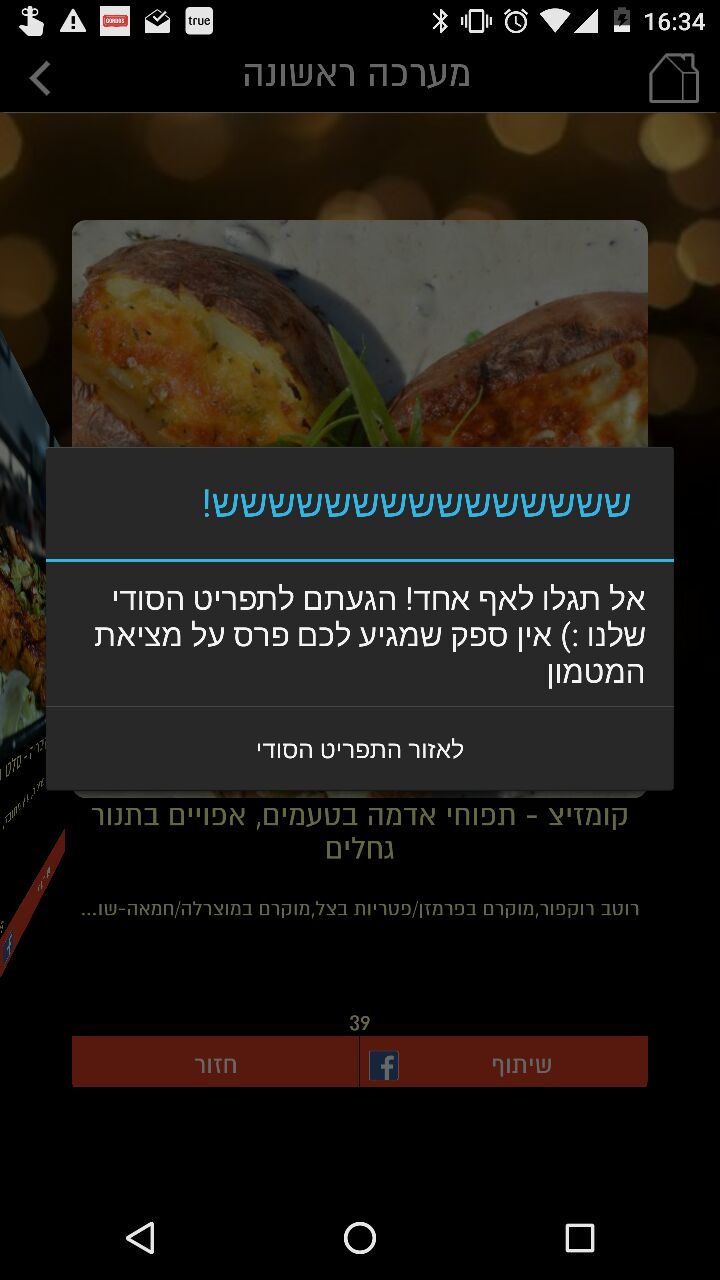 16:34
true
מערכה ראשונה
ששששששששששששששש!
אל תגלו לאף אחד! הגעתם לתפריט הסודי
שלנו :) אין ספק שמגיע לכם פרס על מציאת
המטמון
לאזור התפריט הסודי
קומזיצ - תפוחי אדמה בטעמים, אפויים בתנור
גחלים
רוטב רוקפור,מוקרם בפרמזן/פטריות בצל,מוקרם במוצרלה/חמאה-שו...
39
שיתוף
חזור